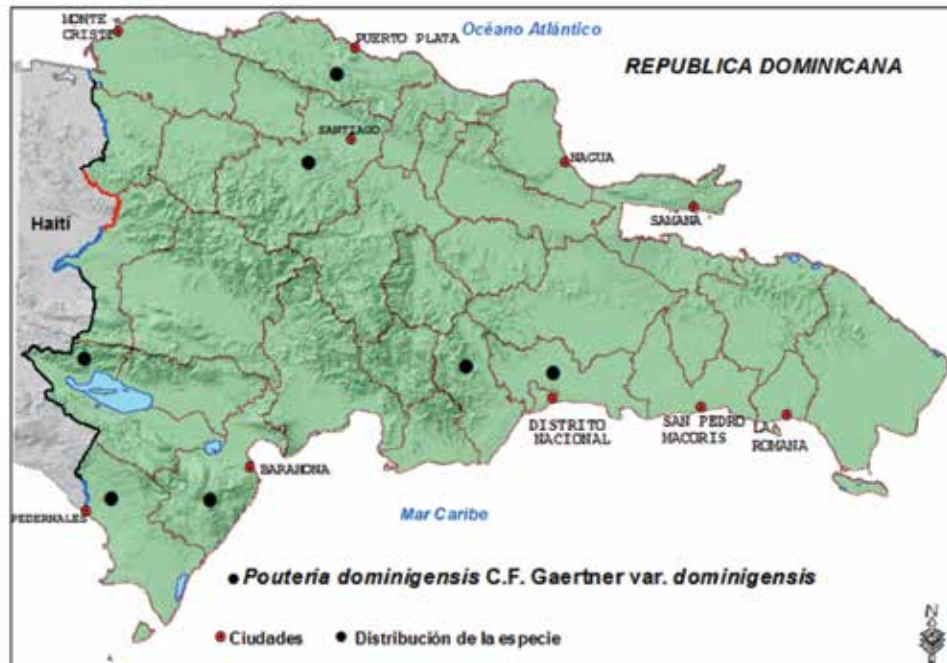 MONTE
CRISTI
PUERTO PLATA
Océano Atlántico
REPUBLICA DOMINICANA
SANTIAGO
NAGUA
SAMANA
Haití
DISTRITO
NACIONAL
SAN PEDRO
MACORIS
LA
ROMANA
BARAHONA
PEDERNALES
Mar Caribe
Pouteria dominigensis C.F. Gaertner var. dominigensis
Ciudades
Distribución de la especie